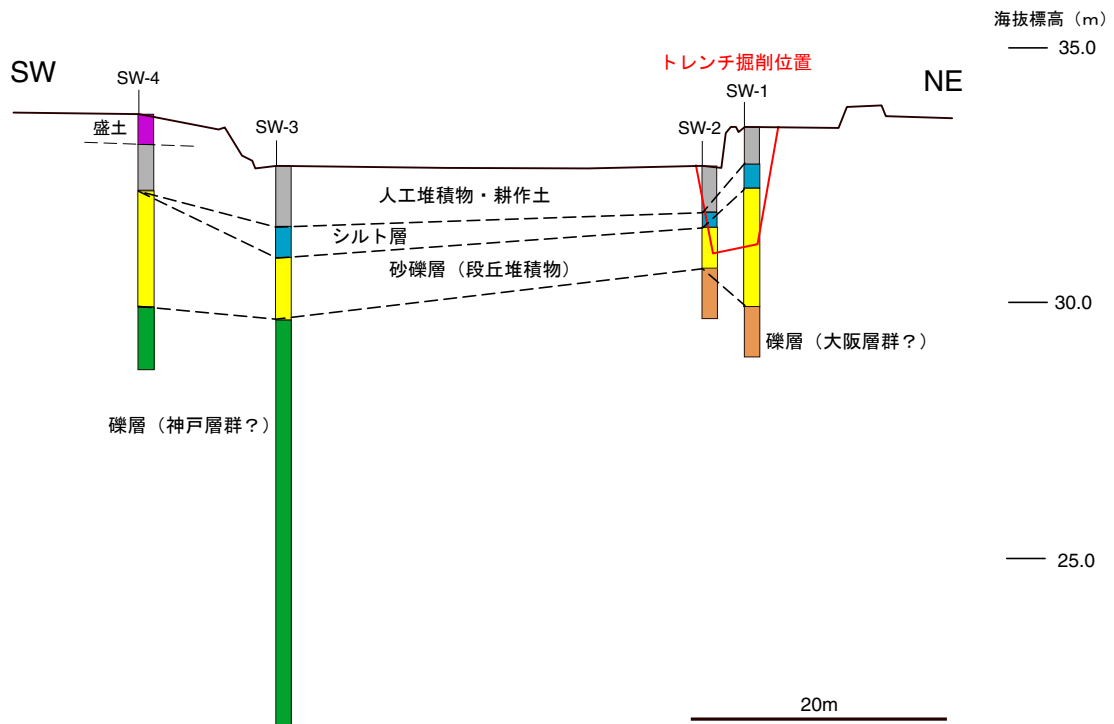 海抜標高（m）
35.0
SW
SW-4
トレンチ掘削位置
NE
SW-1
SW-3
SW-2
盛土
人工堆積物・耕作土
シルト層
砂礫層（段丘堆積物）
30.0
礫層（大阪層群？）
礫層（神戸層群？）
25.0
20m